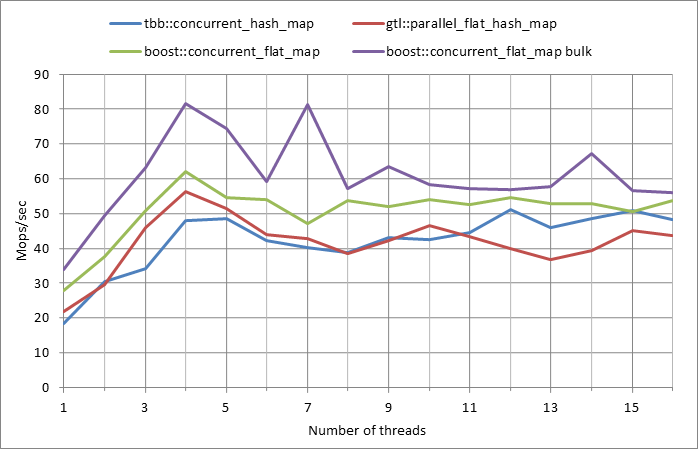 tbb::concurrent_hash_map gtl::parallel_flat_hash_map
boost::concurrent_flat_map boost::concurrent_flat_map bulk
90
80
70
60
50
40
30
20
10
0
Mops/sec
1 3 5 7 9 11 13 15
Number of threads